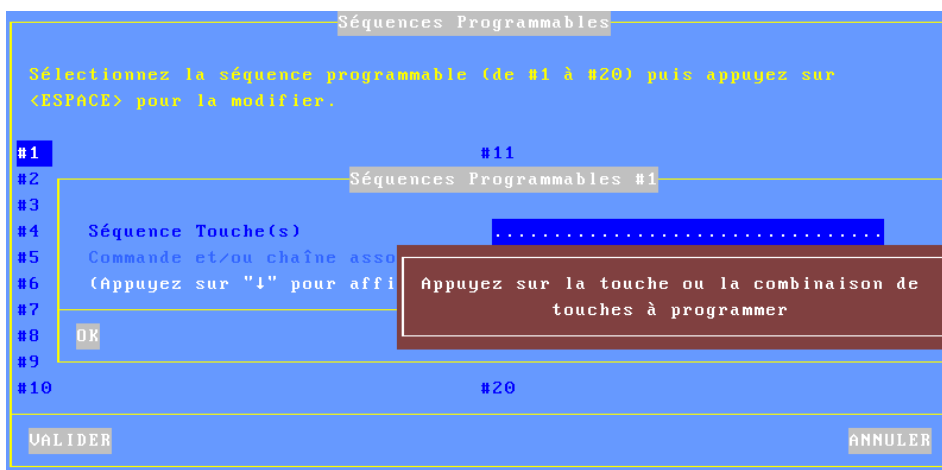 Séquences Programmables
Sélectionnez la séquence programmable (de #1 à #20) puis appuyez sur
<ESPACE> pour la modifier.
#1 #11
#2 Séquences Programmables #1
#3
#4 Séquence Touche(s) ................................
#5 Commande et/ou chaîne asso
#6 (Appuyez sur "↓" pour affi
Appuyez sur la touche ou la combinaison de
touches à programmer
#7
#8 OK
#9
#10 #20
VALIDER ANNULER